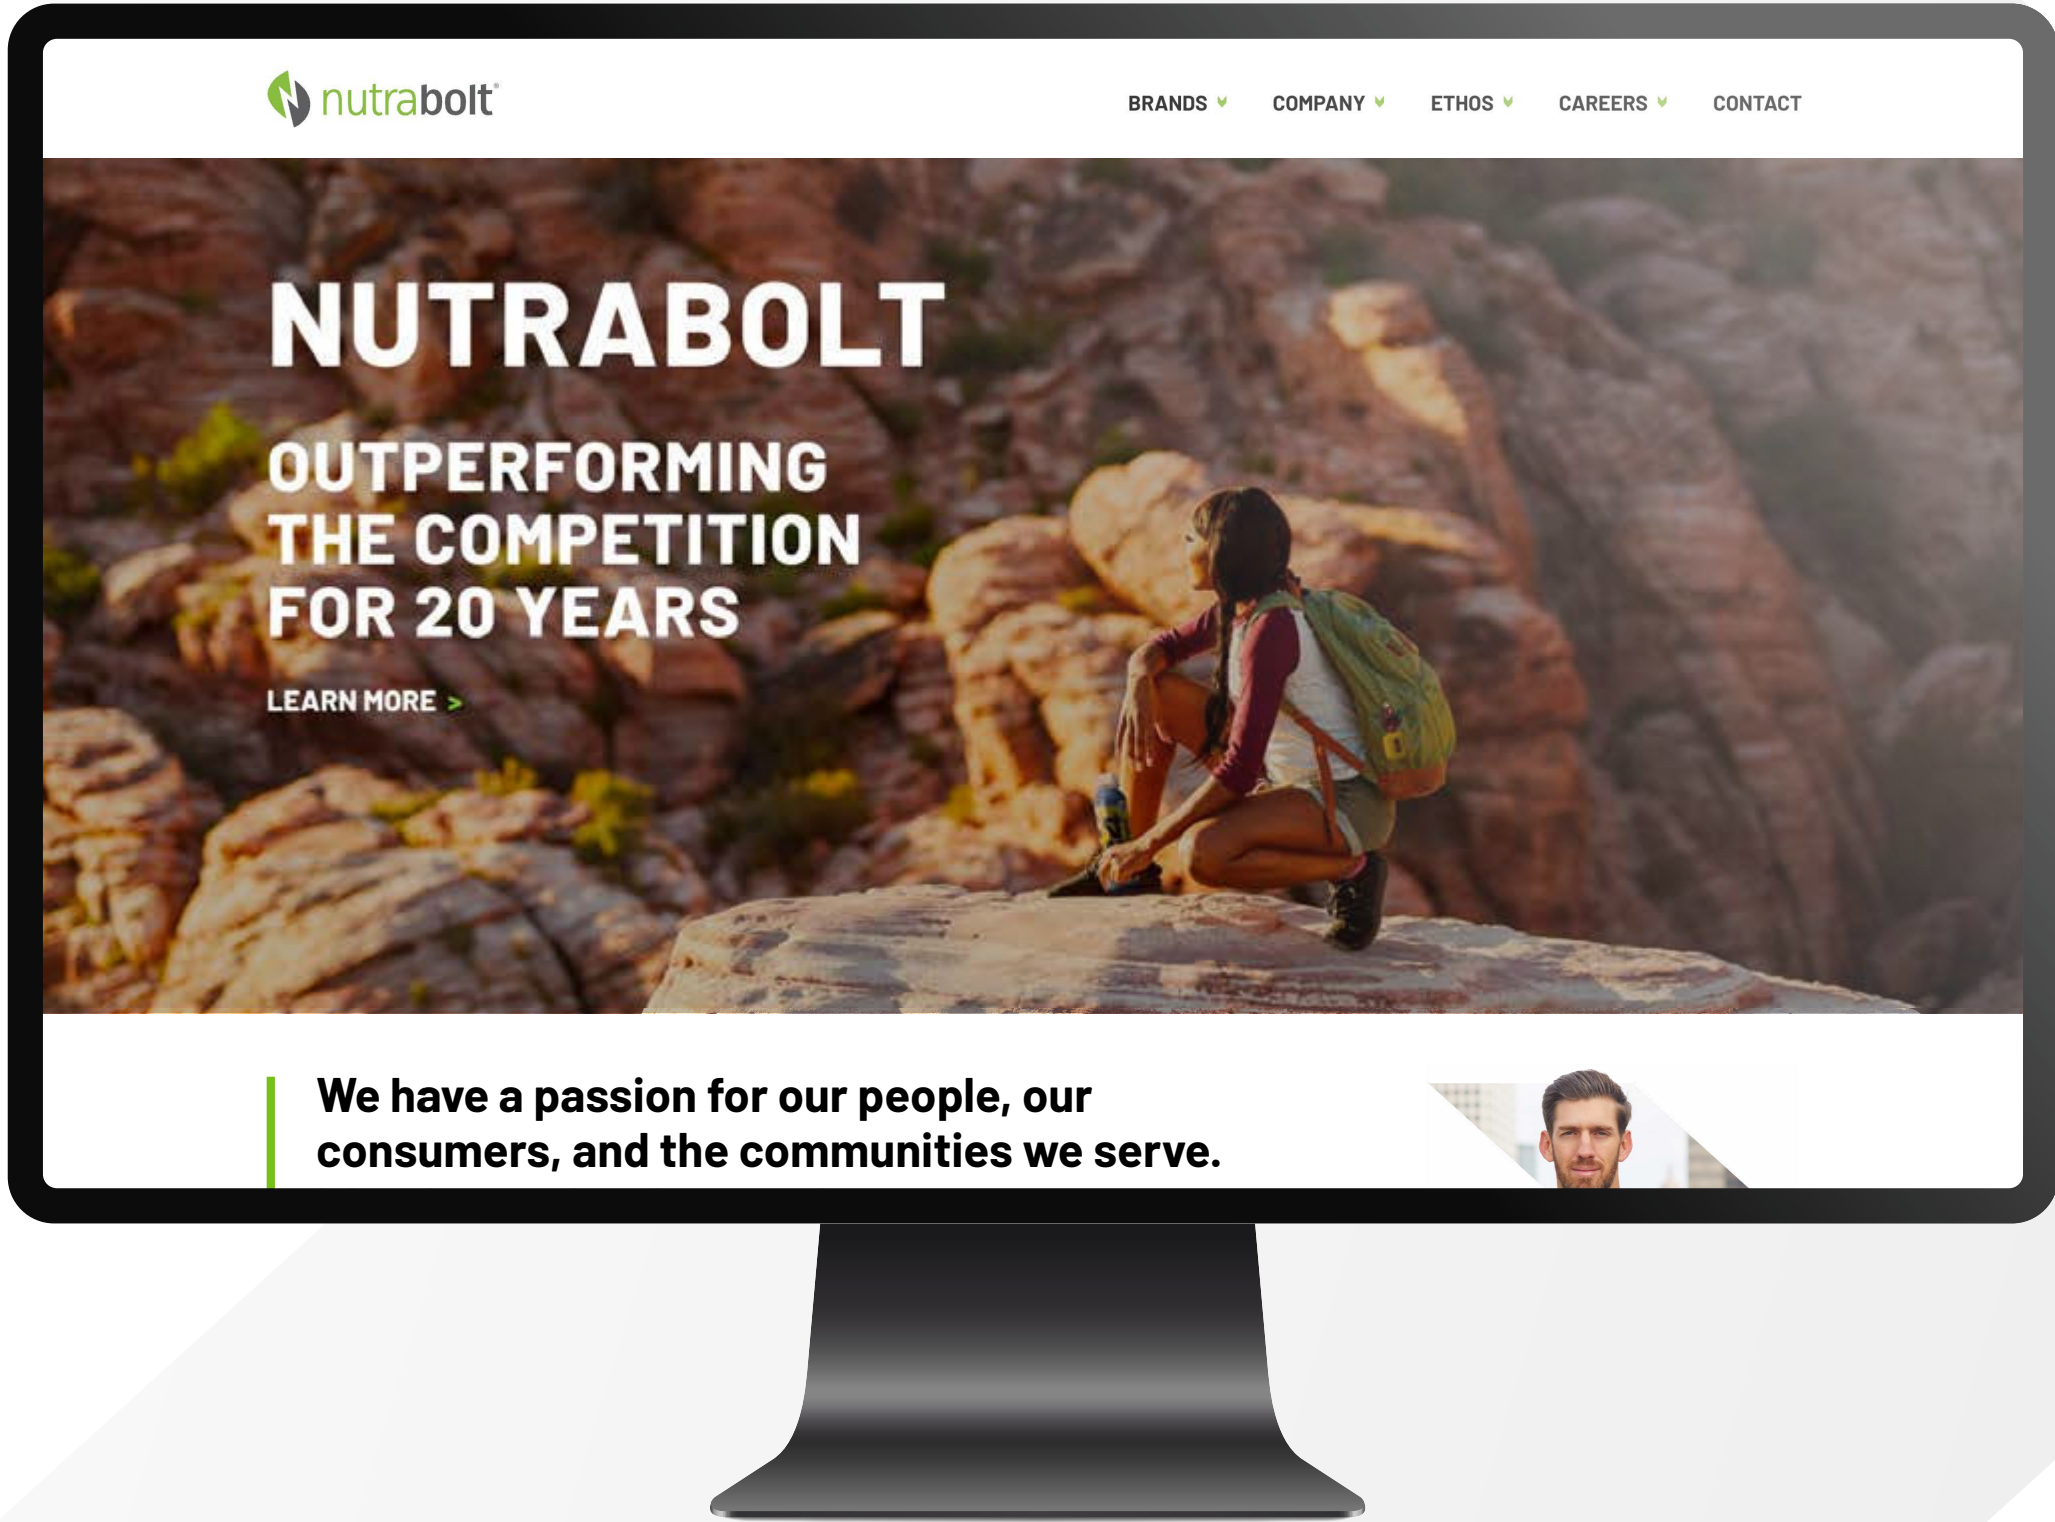 nutrabolt®
BRANDS COMPANY ETHOS CAREERS CONTACT
NUTRABOLT
OUTPERFORMING
THE COMPETITION
FOR 20 YEARS
LEARN MORE >
We have a passion for our people, our
consumers, and the communities we serve.